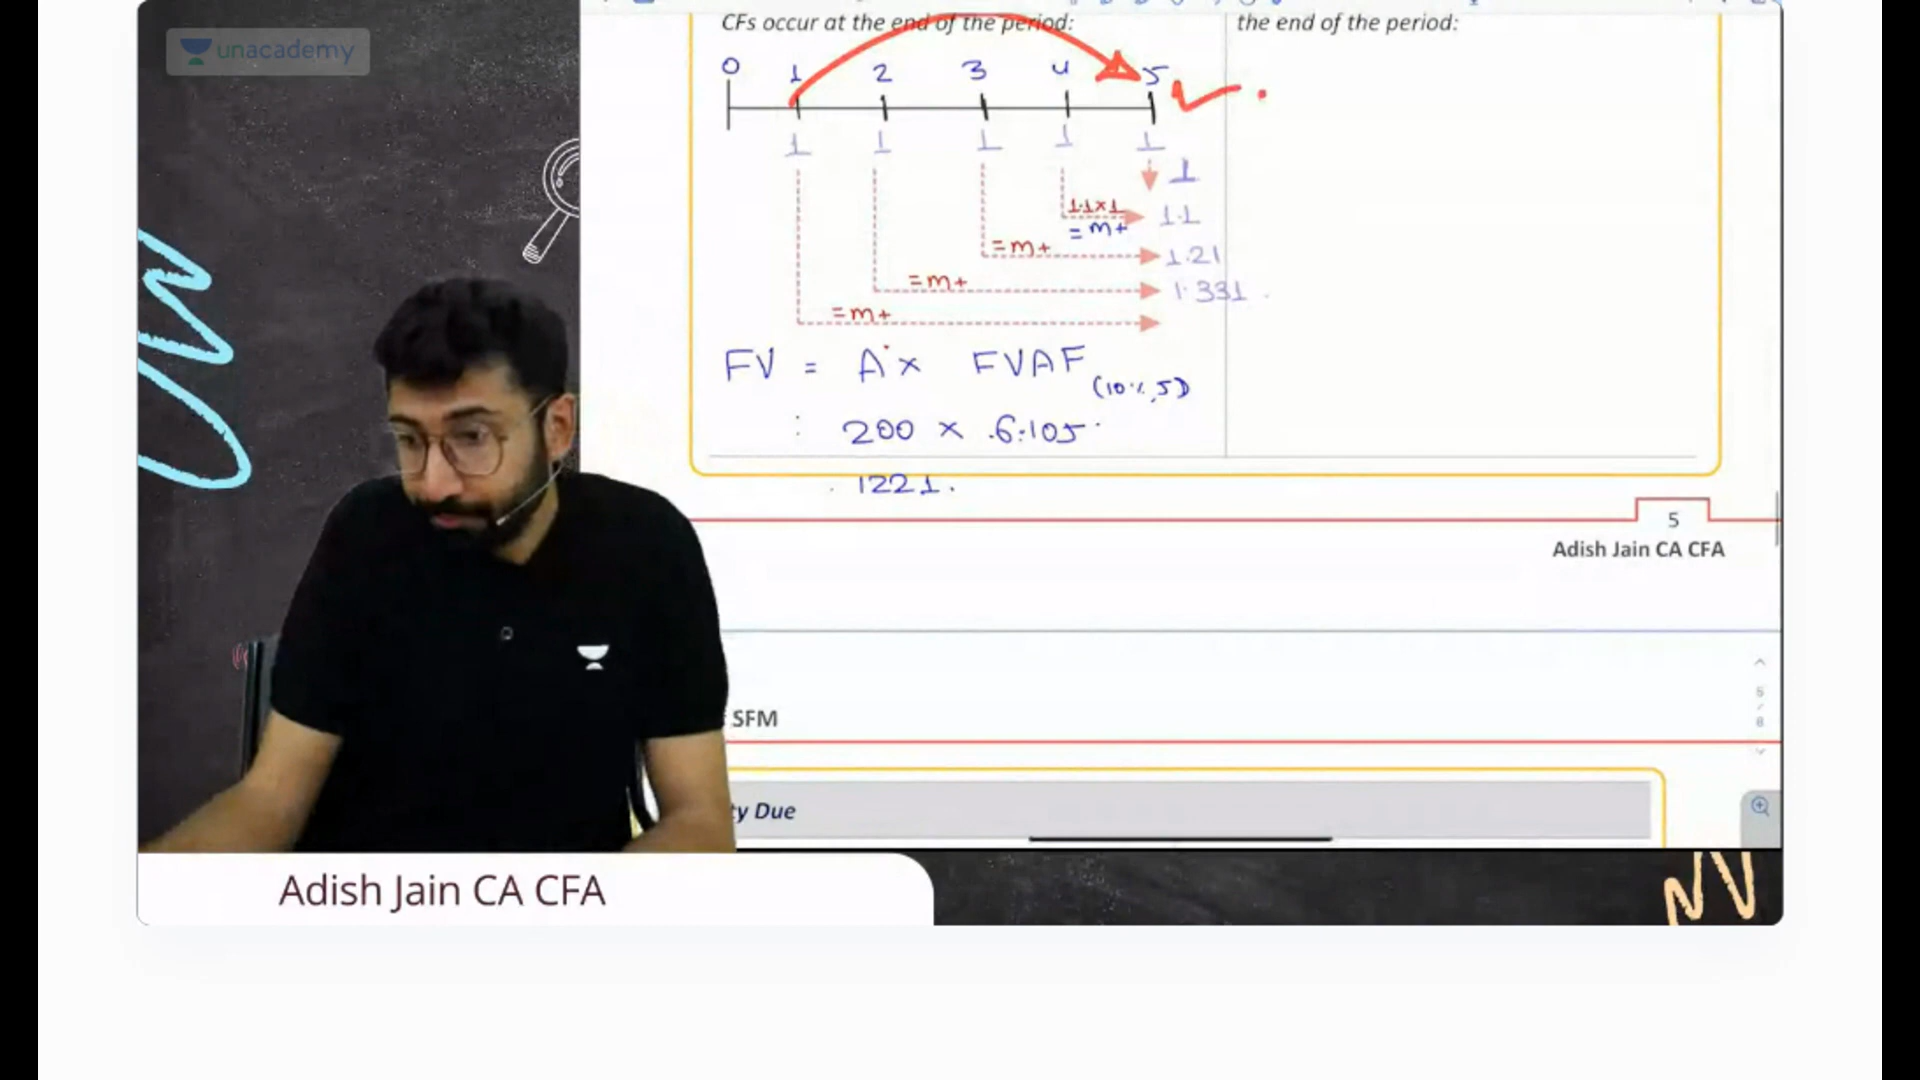 unacademy
CFs occur at the end of the period:
the end of the period:
0 1 2 3 4 5
1 1 1 1 1
1
1.1×1
= m+
1.1
= m+
1.21
= m+
1.331
= m+
FV = A × FVAF (10%, 5)
: 200 × 6.105
1221.
5
Adish Jain CA CFA
5
/
8
SFM
ty Due
Adish Jain CA CFA